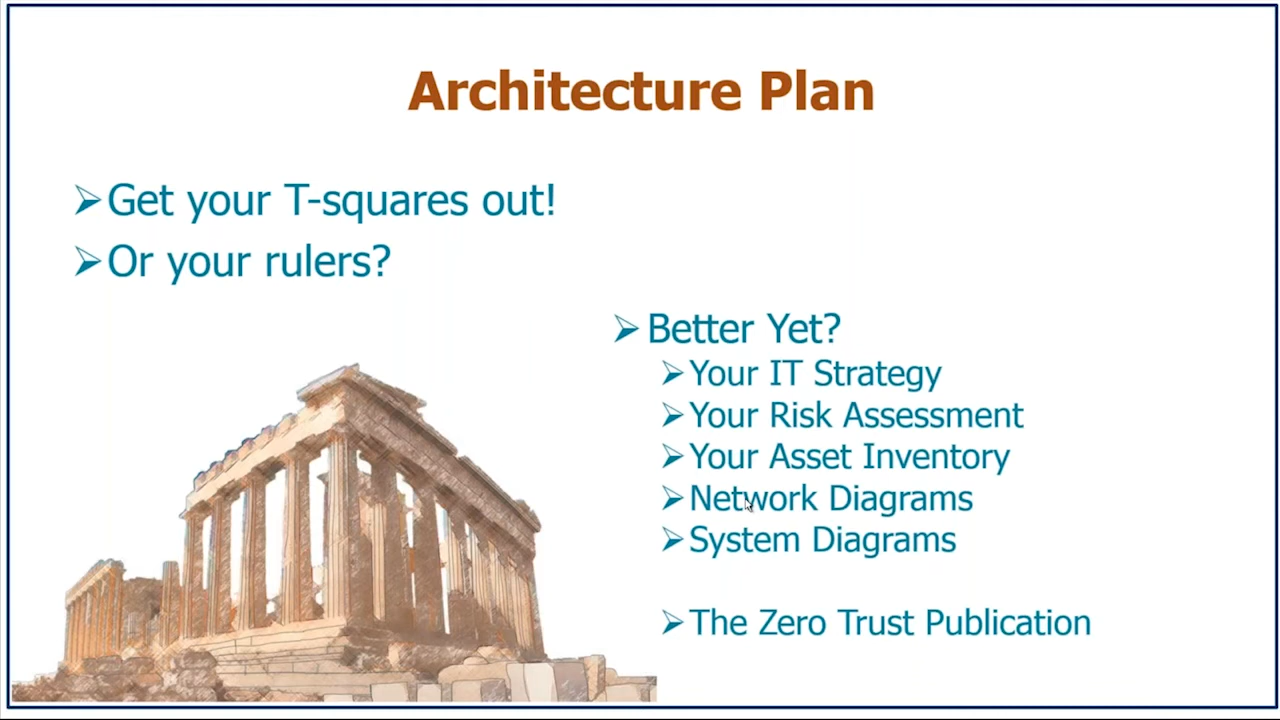 Architecture Plan
Get your T-squares out!
Or your rulers?
Better Yet?
Your IT Strategy
Your Risk Assessment
Your Asset Inventory
Network Diagrams
System Diagrams
The Zero Trust Publication